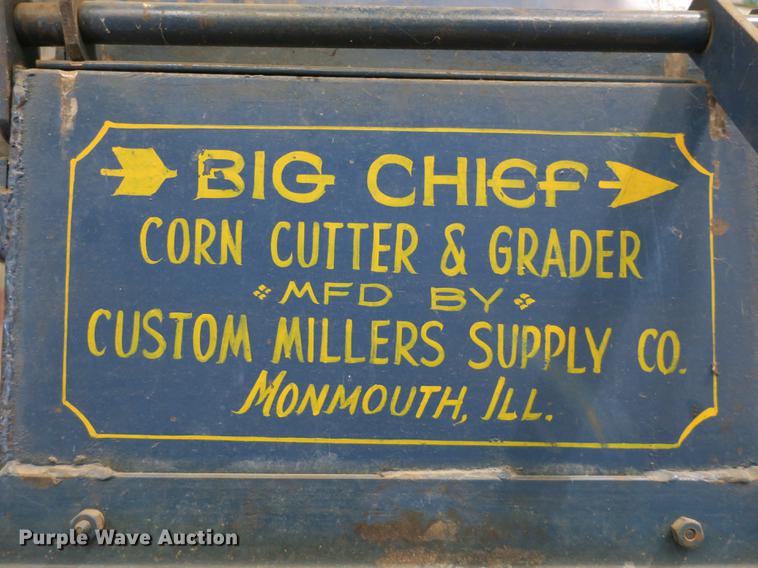 BIG CHIEF
CORN CUTTER & GRADER
MFD BY
CUSTOM MILLERS SUPPLY CO.
MONMOUTH, ILL.
Purple Wave Auction